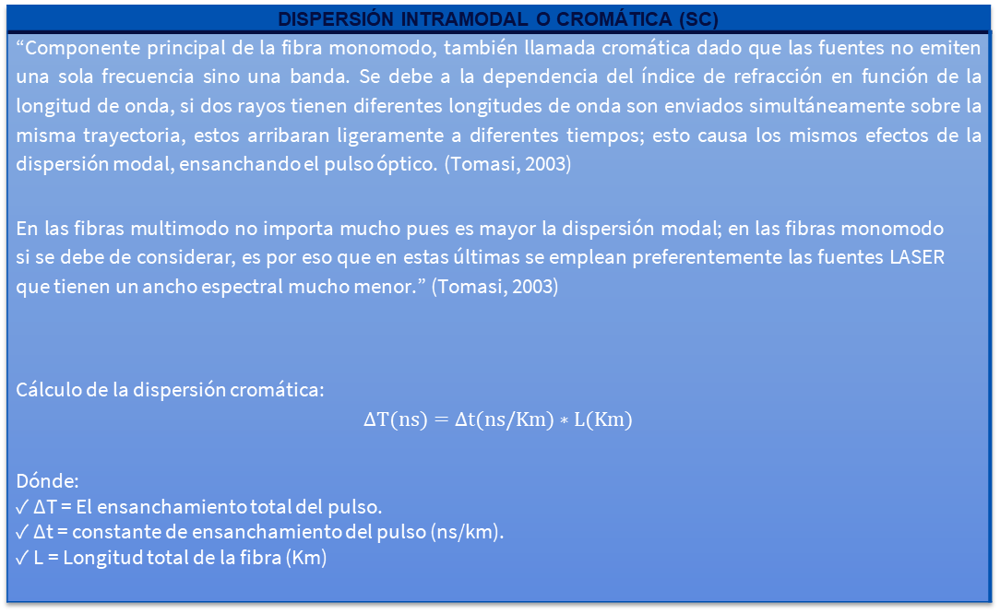 DISPERSIÓN INTRAMODAL O CROMÁTICA (SC)
“Componente principal de la fibra monomodo, también llamada cromática dado que las fuentes no emiten
una sola frecuencia sino una banda. Se debe a la dependencia del índice de refracción en función de la
longitud de onda, si dos rayos tienen diferentes longitudes de onda son enviados simultáneamente sobre la
misma trayectoria, estos arribaran ligeramente a diferentes tiempos; esto causa los mismos efectos de la
dispersión modal, ensanchando el pulso óptico. (Tomasi, 2003)
En las fibras multimodo no importa mucho pues es mayor la dispersión modal; en las fibras monomodo
si se debe de considerar, es por eso que en estas últimas se emplean preferentemente las fuentes LASER
que tienen un ancho espectral mucho menor.” (Tomasi, 2003)
Cálculo de la dispersión cromática:
ΔT(ns) = Δt(ns/Km) ∗ L(Km)
Dónde:
✓ ΔT = El ensanchamiento total del pulso.
✓ Δt = constante de ensanchamiento del pulso (ns/km).
✓ L = Longitud total de la fibra (Km)